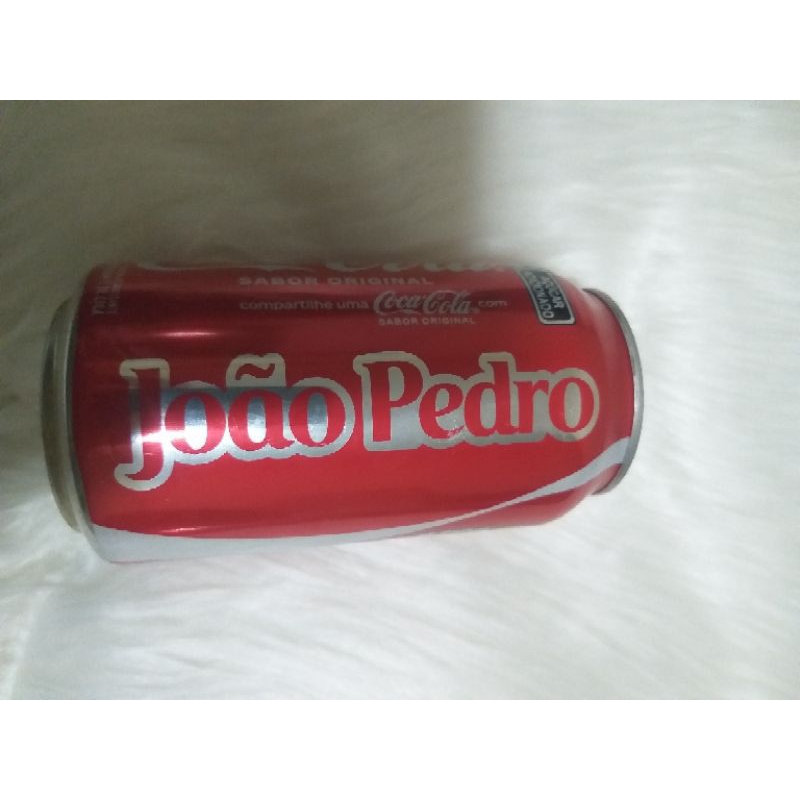 SABOR ORIGINAL
compartilhe uma Coca-Cola com
SABOR ORIGINAL
João Pedro